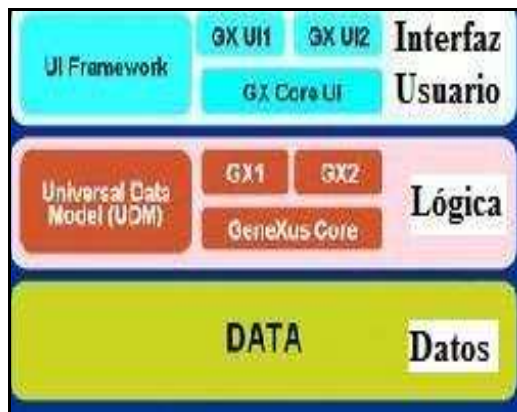 UI Framework
GX UI1
GX UI2
GX Core UI
Interfaz
Usuario
Universal Data
Model (UDM)
GX1
GX2
GeneXus Core
Lógica
DATA
Datos